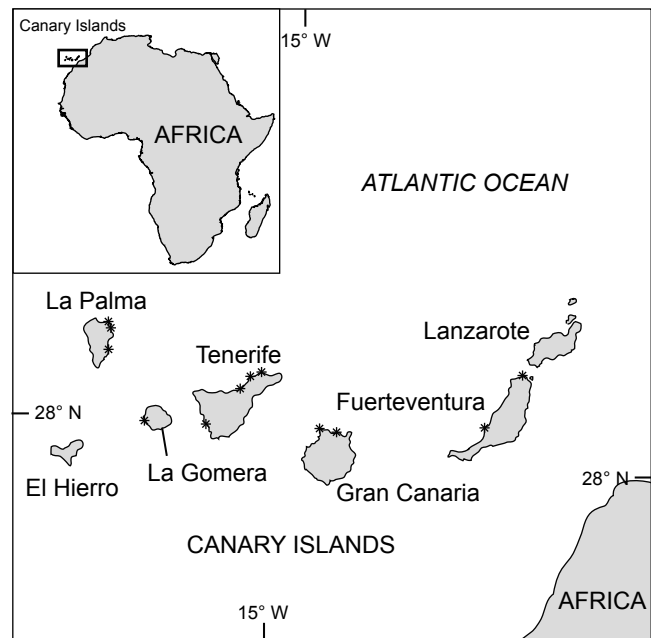 Canary Islands
15° W
AFRICA
ATLANTIC OCEAN
La Palma
Lanzarote
Tenerife
Fuerteventura
28° N
La Gomera
El Hierro
28° N
Gran Canaria
CANARY ISLANDS
AFRICA
15° W